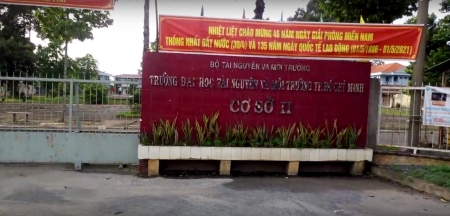 NHIỆT LIỆT CHÀO MỪNG 46 NĂM NGÀY GIẢI PHÓNG MIỀN NAM
THỐNG NHẤT ĐẤT NƯỚC (30/4) VÀ 135 NĂM NGÀY QUỐC TẾ LAO ĐỘNG (01/5/1886 - 01/5/2021)
BỘ TÀI NGUYÊN VÀ MÔI TRƯỜNG
TRƯỜNG ĐẠI HỌC TÀI NGUYÊN VÀ MÔI TRƯỜNG TP. HỒ CHÍ MINH
CƠ SỞ II